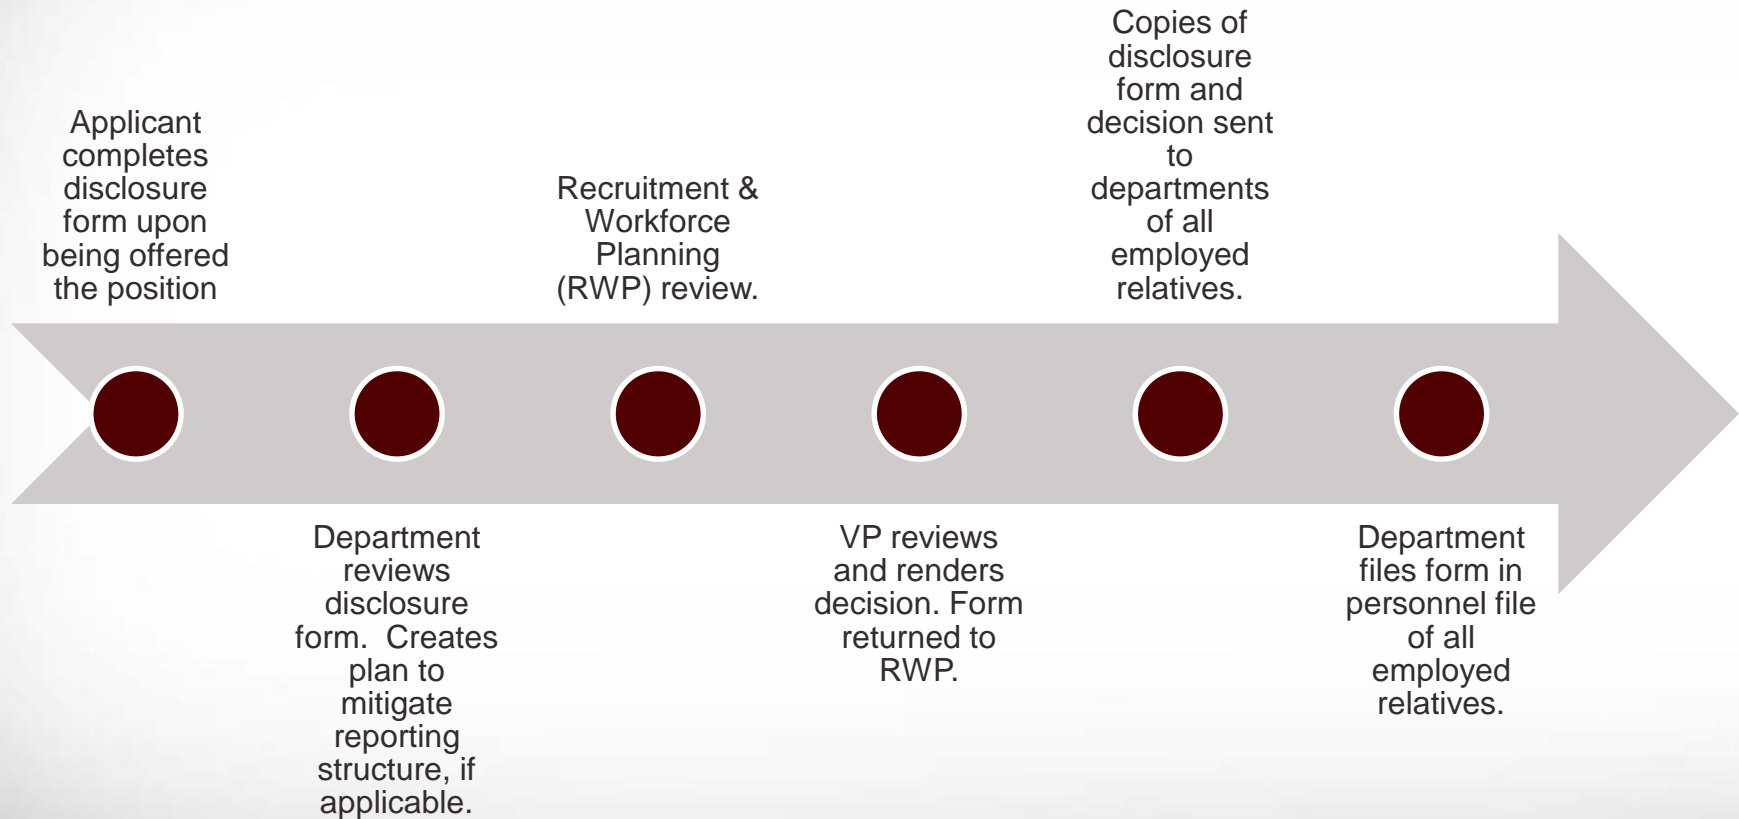 Applicant
completes
disclosure
form upon
being offered
the position
Department
reviews
disclosure
form.  Creates
plan to
mitigate
reporting
structure, if
applicable.
Recruitment &
Workforce
Planning
(RWP) review.
VP reviews
and renders
decision. Form
returned to
RWP.
Copies of
disclosure
form and
decision sent
to
departments
of all
employed
relatives.
Department
files form in
personnel file
of all
employed
relatives.